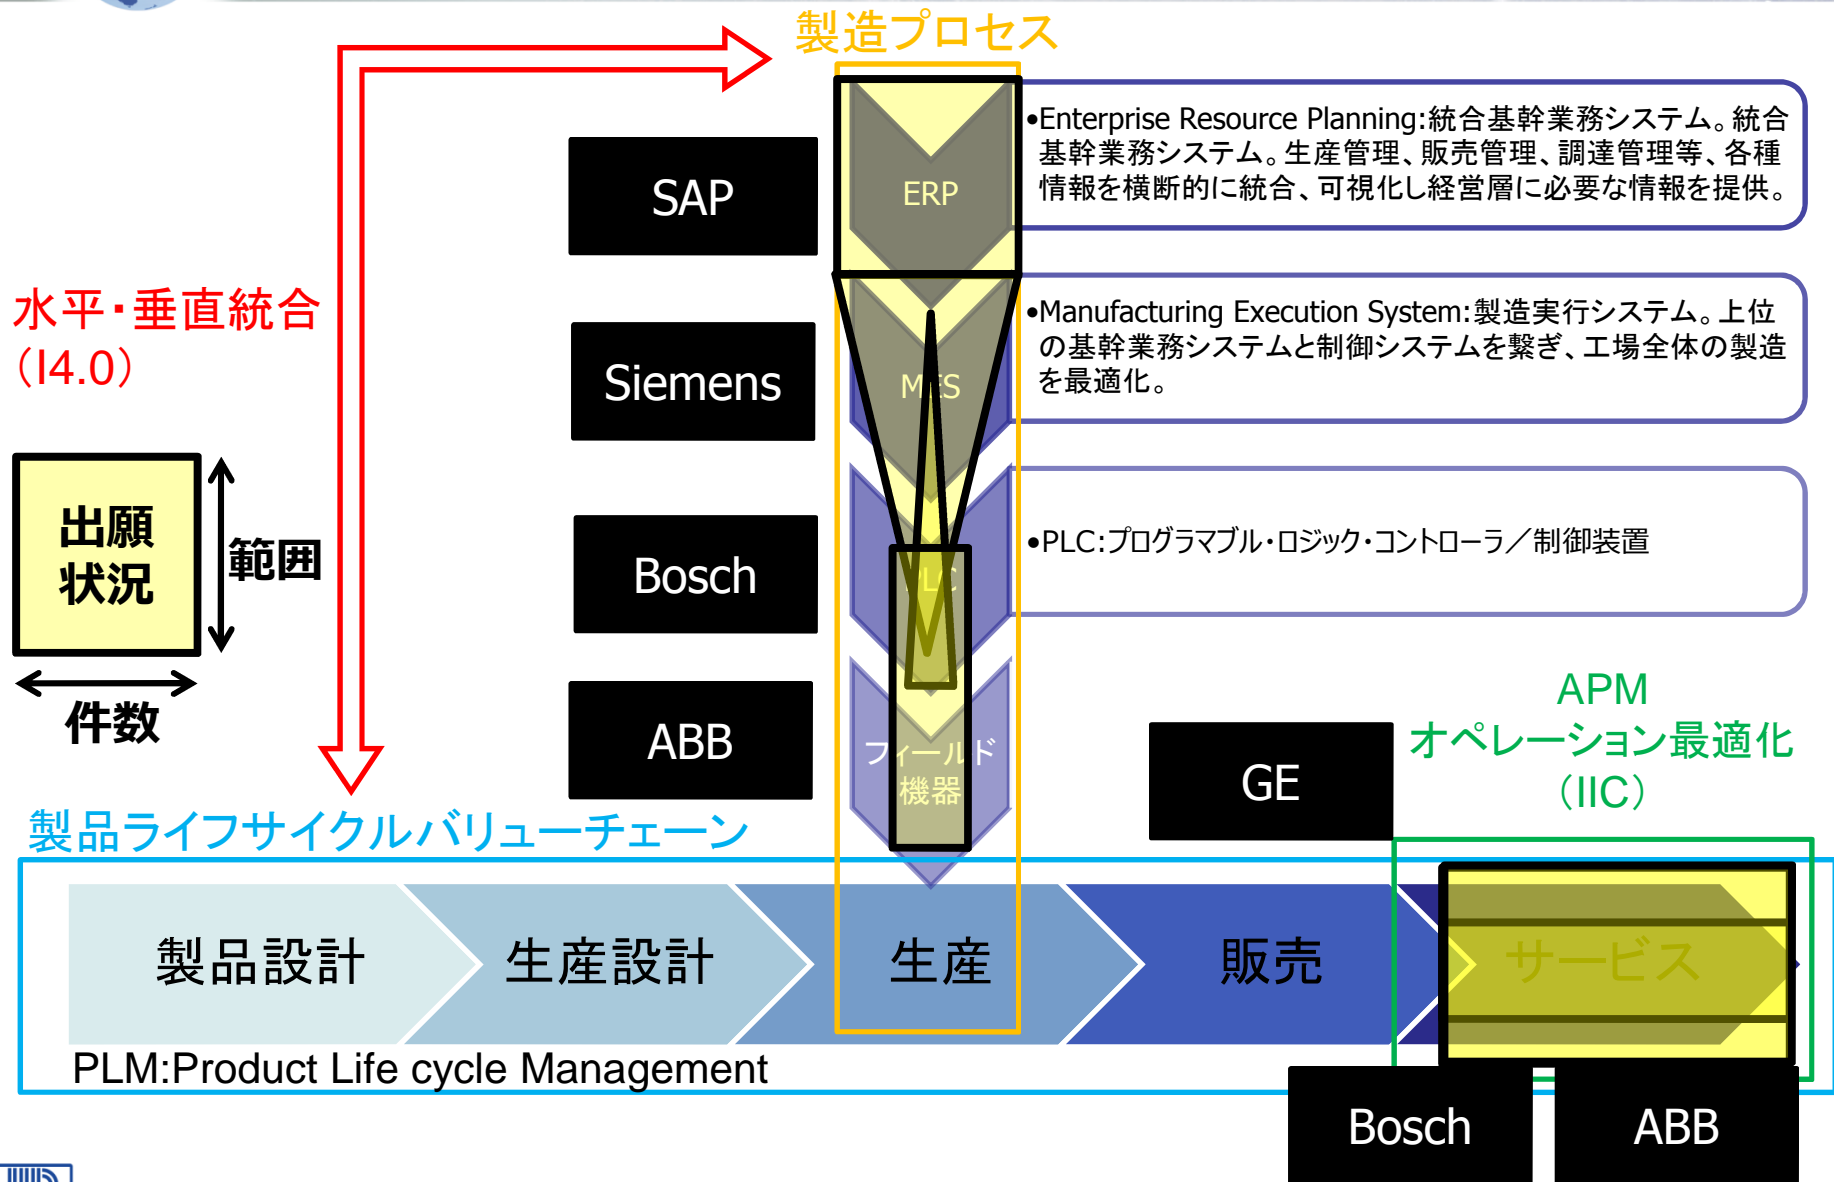 製造プロセス
SAP
ERP
•Enterprise Resource Planning:統合基幹業務システム。統合
基幹業務システム。生産管理、販売管理、調達管理等、各種
情報を横断的に統合、可視化し経営層に必要な情報を提供。
水平・垂直統合
（I4.0）
Siemens
MES
•Manufacturing Execution System:製造実行システム。上位
の基幹業務システムと制御システムを繋ぎ、工場全体の製造
を最適化。
出願
状況
範囲
件数
Bosch
PLC
•PLC:プログラマブル・ロジック・コントローラ／制御装置
ABB
フィールド
機器
GE
APM
オペレーション最適化
（IIC）
製品ライフサイクルバリューチェーン
製品設計
生産設計
生産
販売
サービス
PLM:Product Life cycle Management
Bosch
ABB